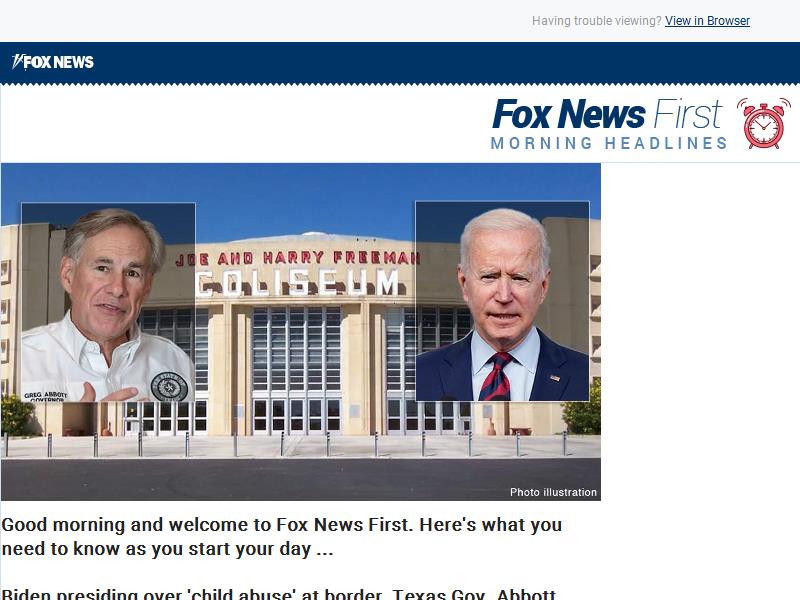 Having trouble viewing? View in Browser
FOX NEWS
Fox News First
MORNING HEADLINES
JOE AND HARRY FREEMAN
COLISEUM
GREG ABBOTT
GOVERNOR
Photo illustration
Good morning and welcome to Fox News First. Here's what you
need to know as you start your day ...
Biden presiding over 'child abuse' at border, Texas Gov. Abbott